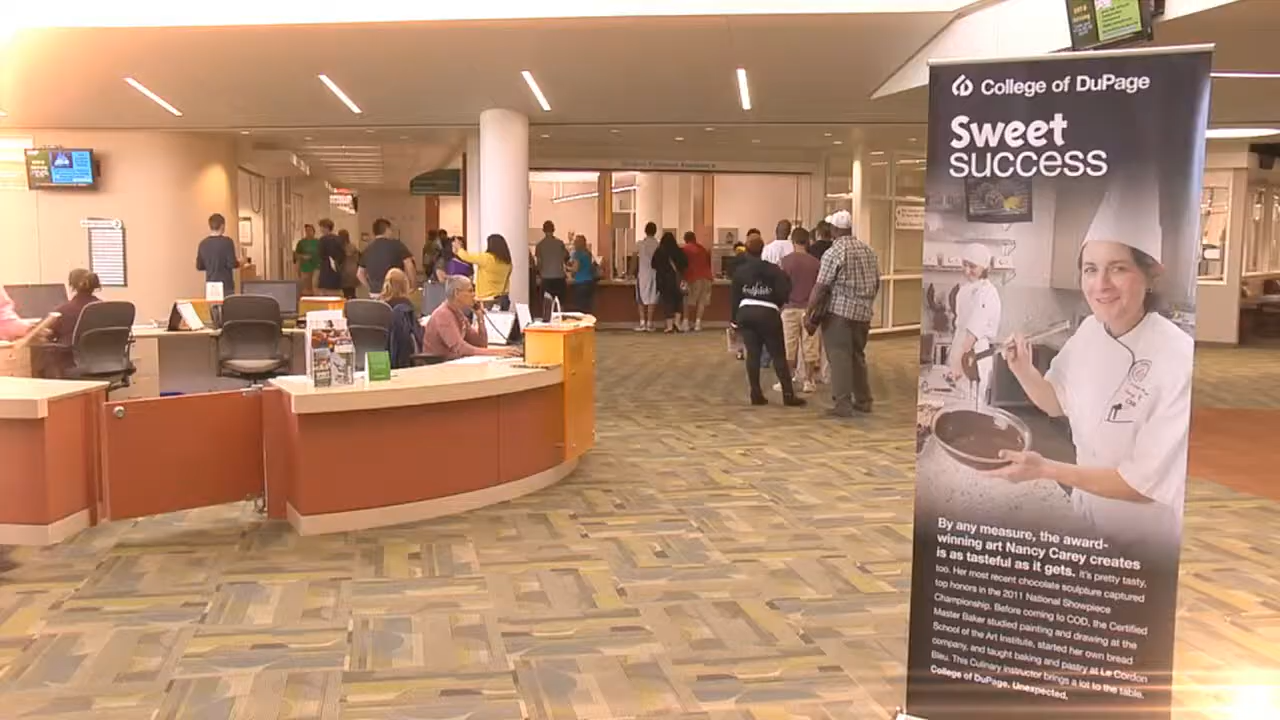 College of DuPage
Sweet
success
By any measure, the award-
winning art Nancy Carey creates
is as tasteful as it gets. It's pretty tasty,
too. Her most recent chocolate sculpture captured
top honors in the 2011 National Showpiece
Championship. Before coming to COD, the Certified
Master Baker studied painting and drawing at the
School of the Art Institute, started her own bread
company, and taught baking and pastry at Le Cordon
Bleu. This Culinary instructor brings a lot to the table.
College of DuPage. Unexpected.